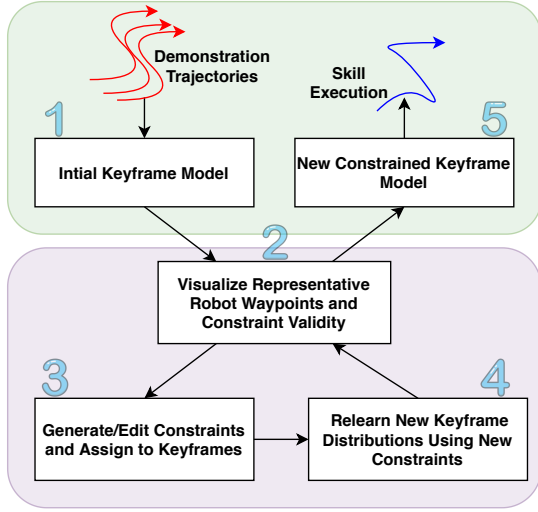 Demonstration
Trajectories
Skill
Execution
1
5
Intial Keyframe Model
New Constrained Keyframe
Model
2
Visualize Representative
Robot Waypoints and
Constraint Validity
3
4
Generate/Edit Constraints
and Assign to Keyframes
Relearn New Keyframe
Distributions Using New
Constraints